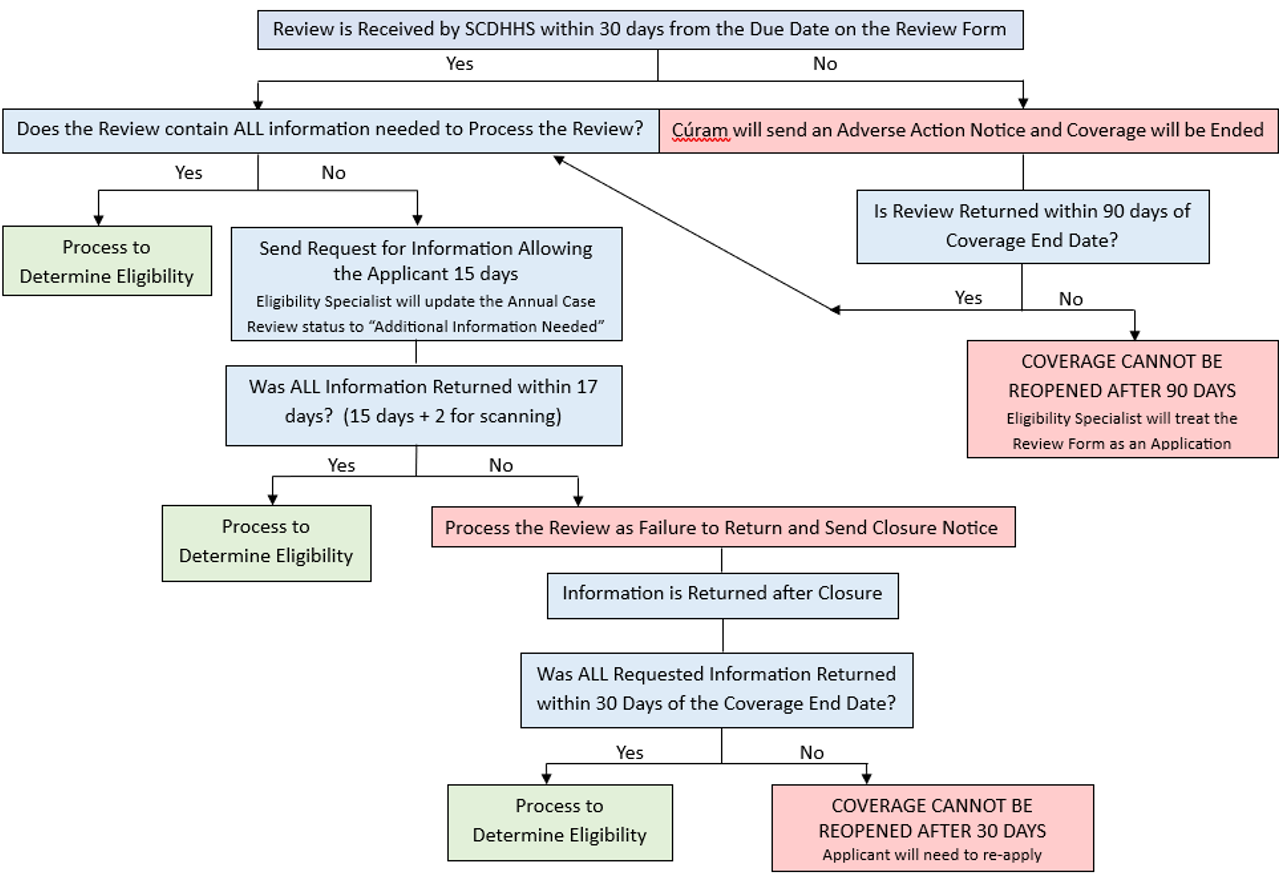 Review is Received by SCDHHS within 30 days from the Due Date on the Review Form
Yes
No
Does the Review contain ALL information needed to Process the Review?
Cúram will send an Adverse Action Notice and Coverage will be Ended
Yes
No
Is Review Returned within 90 days of
Coverage End Date?
Process to
Determine Eligibility
Send Request for Information Allowing
the Applicant 15 days
Eligibility Specialist will update the Annual Case
Review status to “Additional Information Needed”
Yes
No
COVERAGE CANNOT BE
REOPENED AFTER 90 DAYS
Eligibility Specialist will treat the
Review Form as an Application
Was ALL Information Returned within 17
days? (15 days + 2 for scanning)
Yes
No
Process to
Determine Eligibility
Process the Review as Failure to Return and Send Closure Notice
Information is Returned after Closure
Was ALL Requested Information Returned
within 30 Days of the Coverage End Date?
Yes
No
Process to
Determine Eligibility
COVERAGE CANNOT BE
REOPENED AFTER 30 DAYS
Applicant will need to re-apply